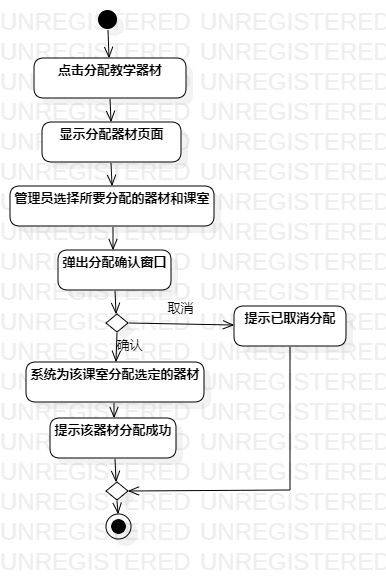 UNREGISTERED UNREGISTERED
点击分配教学器材
显示分配器材页面
管理员选择所要分配的器材和课室
弹出分配确认窗口
取消
提示已取消分配
确认
系统为该课室分配选定的器材
提示该器材分配成功